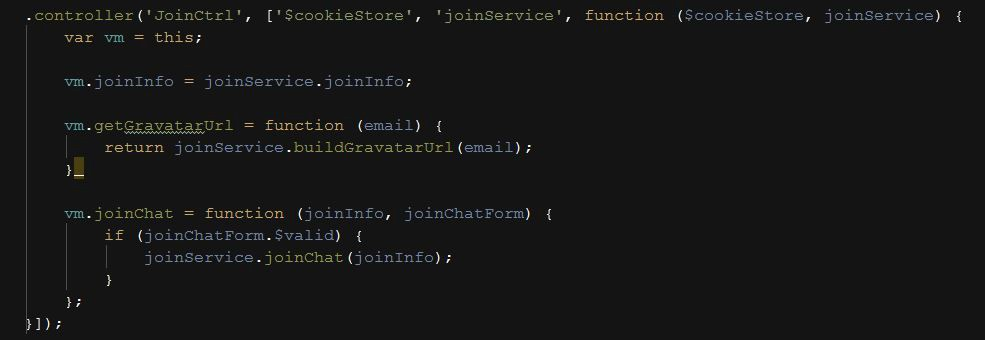 .controller('JoinCtrl', ['$cookieStore', 'joinService', function ($cookieStore, joinService) {
var vm = this;
vm.joinInfo = joinService.joinInfo;
vm.getGravatarUrl = function (email) {
return joinService.buildGravatarUrl(email);
}
vm.joinChat = function (joinInfo, joinChatForm) {
if (joinChatForm.$valid) {
joinService.joinChat(joinInfo);
}
};
}]);